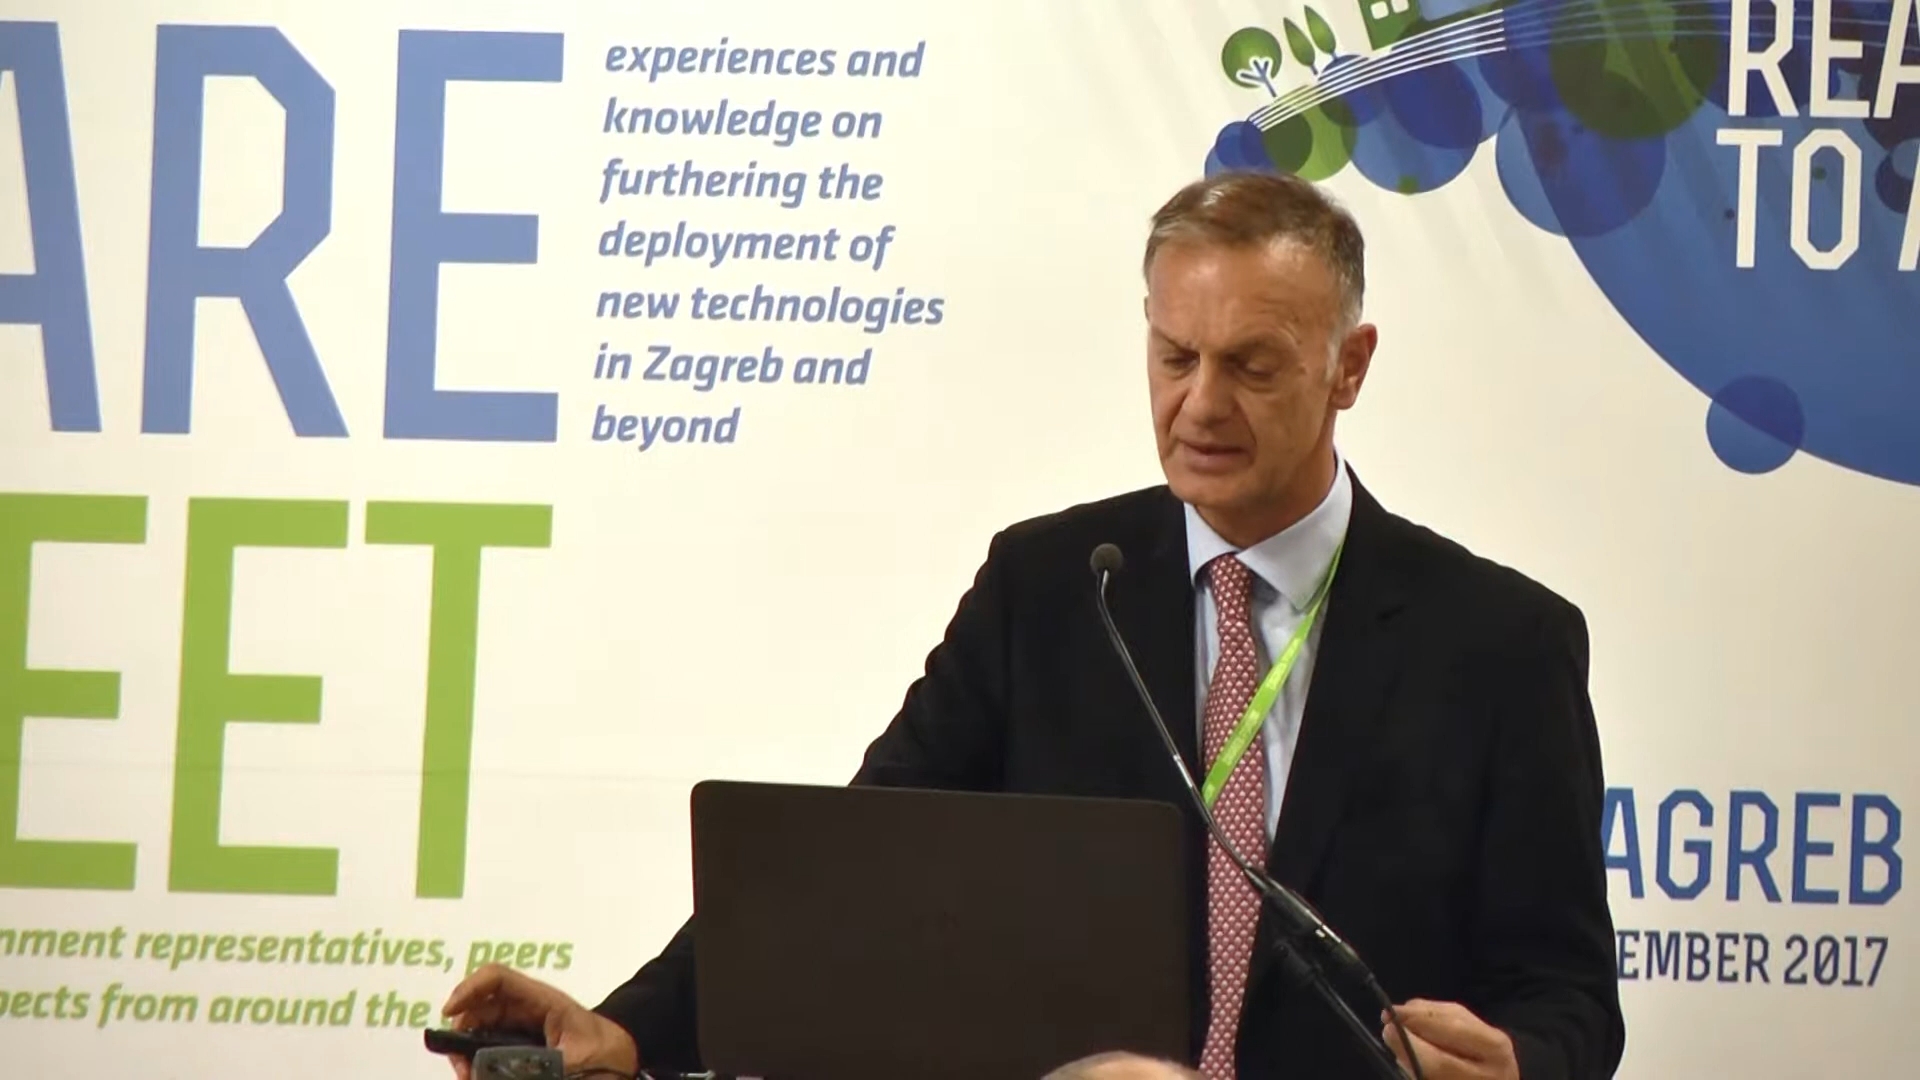 ARE
experiences and
knowledge on
furthering the
deployment of
new technologies
in Zagreb and
beyond
EET
nment representatives, peers
pects from around the
REA
TO A
AGREB
EMBER 2017